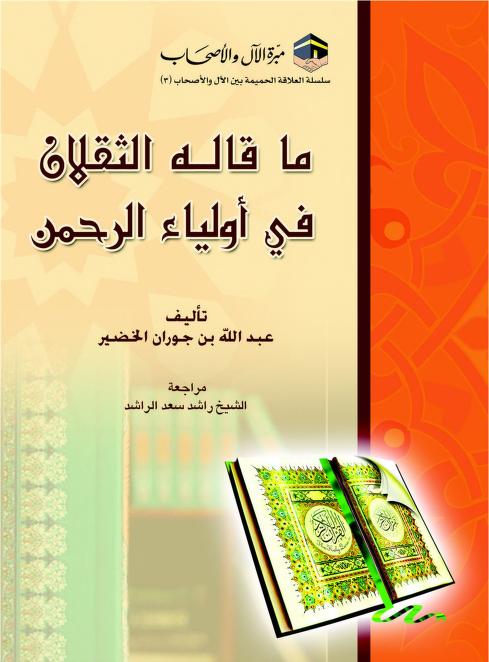 مبرّة الآل والأصحاب
سلسلة العلاقة الحميمة بين الآل والأصحاب (٣)
ما قاله الثقلان
في أولياء الرحمن
تأليف
عبد الله بن جوران الخضير
مراجعة
الشيخ راشد سعد الراشد